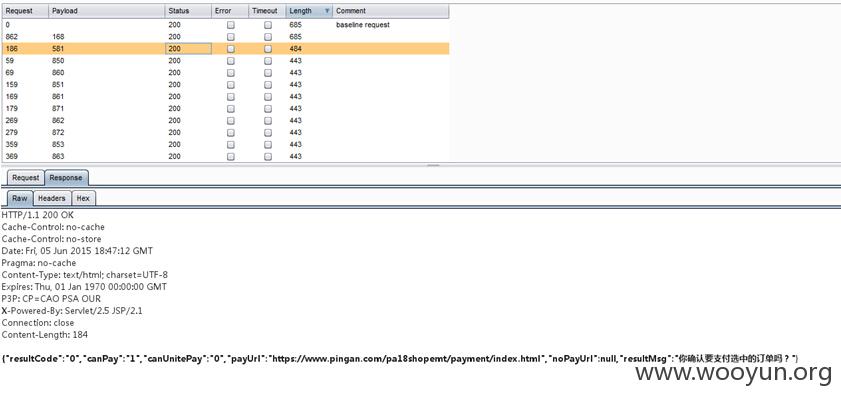 Request Payload Status Error Timeout Length Comment
0 200 685 baseline request
862 168 200 685
186 581 200 484
59 850 200 443
69 860 200 443
159 851 200 443
169 861 200 443
179 871 200 443
269 862 200 443
279 872 200 443
359 853 200 443
369 863 200 443
Request Response
Raw Headers Hex
HTTP/1.1 200 OK
Cache-Control: no-cache
Cache-Control: no-store
Date: Fri, 05 Jun 2015 18:47:12 GMT
Pragma: no-cache
Content-Type: text/html; charset=UTF-8
Expires: Thu, 01 Jan 1970 00:00:00 GMT
P3P: CP=CAO PSA OUR
X-Powered-By: Servlet/2.5 JSP/2.1
Connection: close
Content-Length: 184
{"resultCode":"0","canPay":"1","canUnitePay":"0","payUrl":"https://www.pingan.com/pa18shopemt/payment/index.html","noPayUrl":null,"resultMsg":"你确认要支付选中的订单吗？"}
www.wooyun.org